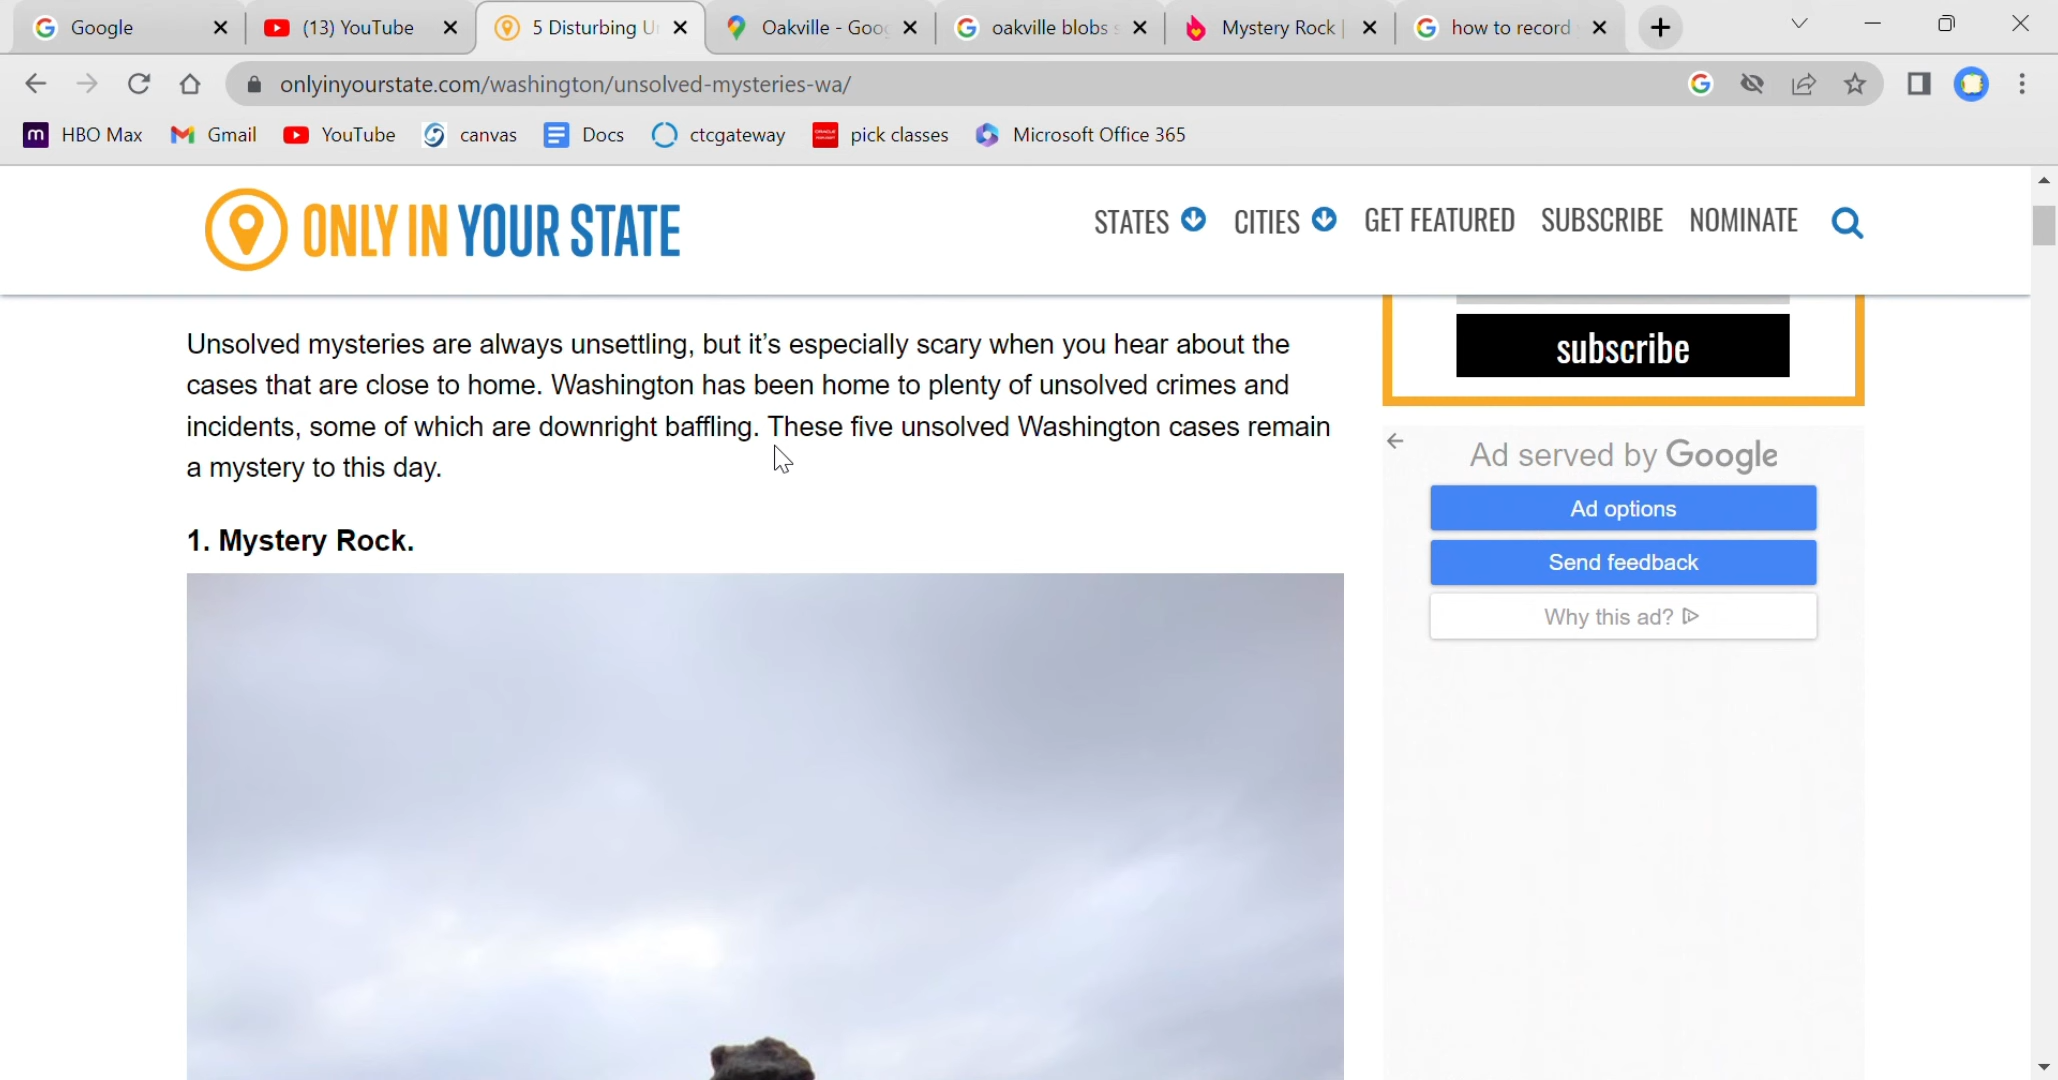 Google
(13) YouTube
5 Disturbing U
Oakville - Goog
oakville blobs s
Mystery Rock |
how to record
onlyinyourstate.com/washington/unsolved-mysteries-wa/
HBO Max
Gmail
YouTube
canvas
Docs
ctcgateway
pick classes
Microsoft Office 365
ONLY IN YOUR STATE
STATES
CITIES
GET FEATURED
SUBSCRIBE
NOMINATE
Unsolved mysteries are always unsettling, but it’s especially scary when you hear about the
cases that are close to home. Washington has been home to plenty of unsolved crimes and
incidents, some of which are downright baffling. These five unsolved Washington cases remain
a mystery to this day.
1. Mystery Rock.
subscribe
Ad served by Google
Ad options
Send feedback
Why this ad?